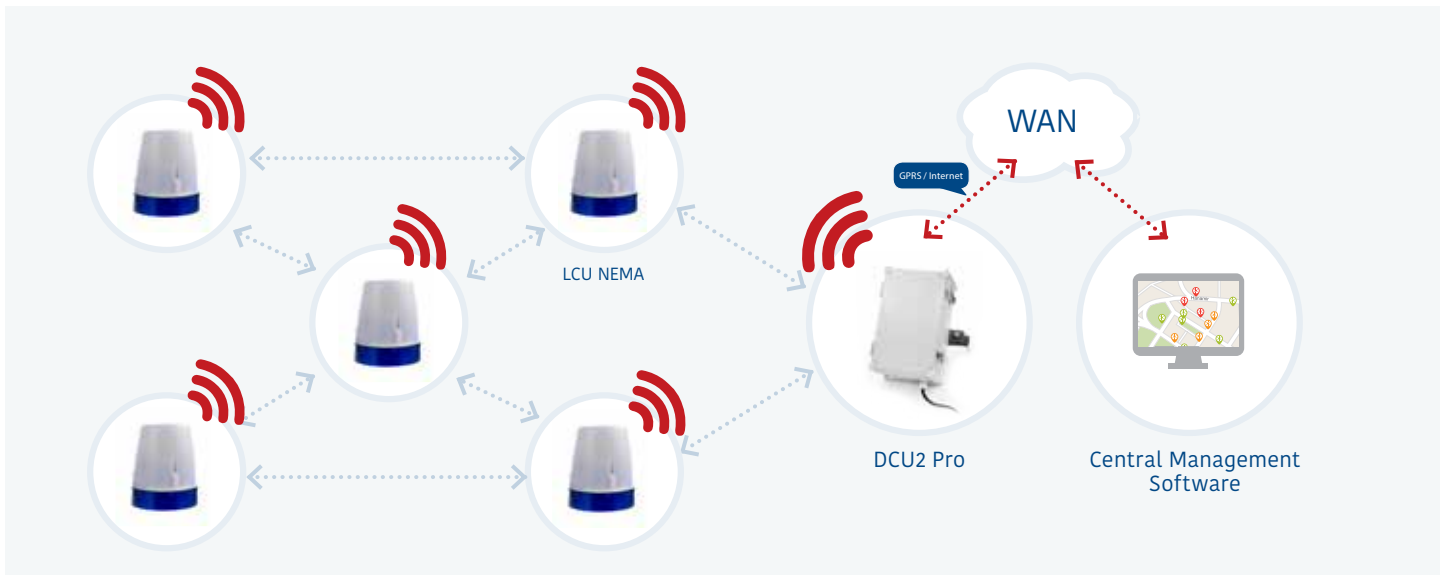 WAN
GPRS / Internet
LCU NEMA
DCU2 Pro
Central Management
Software